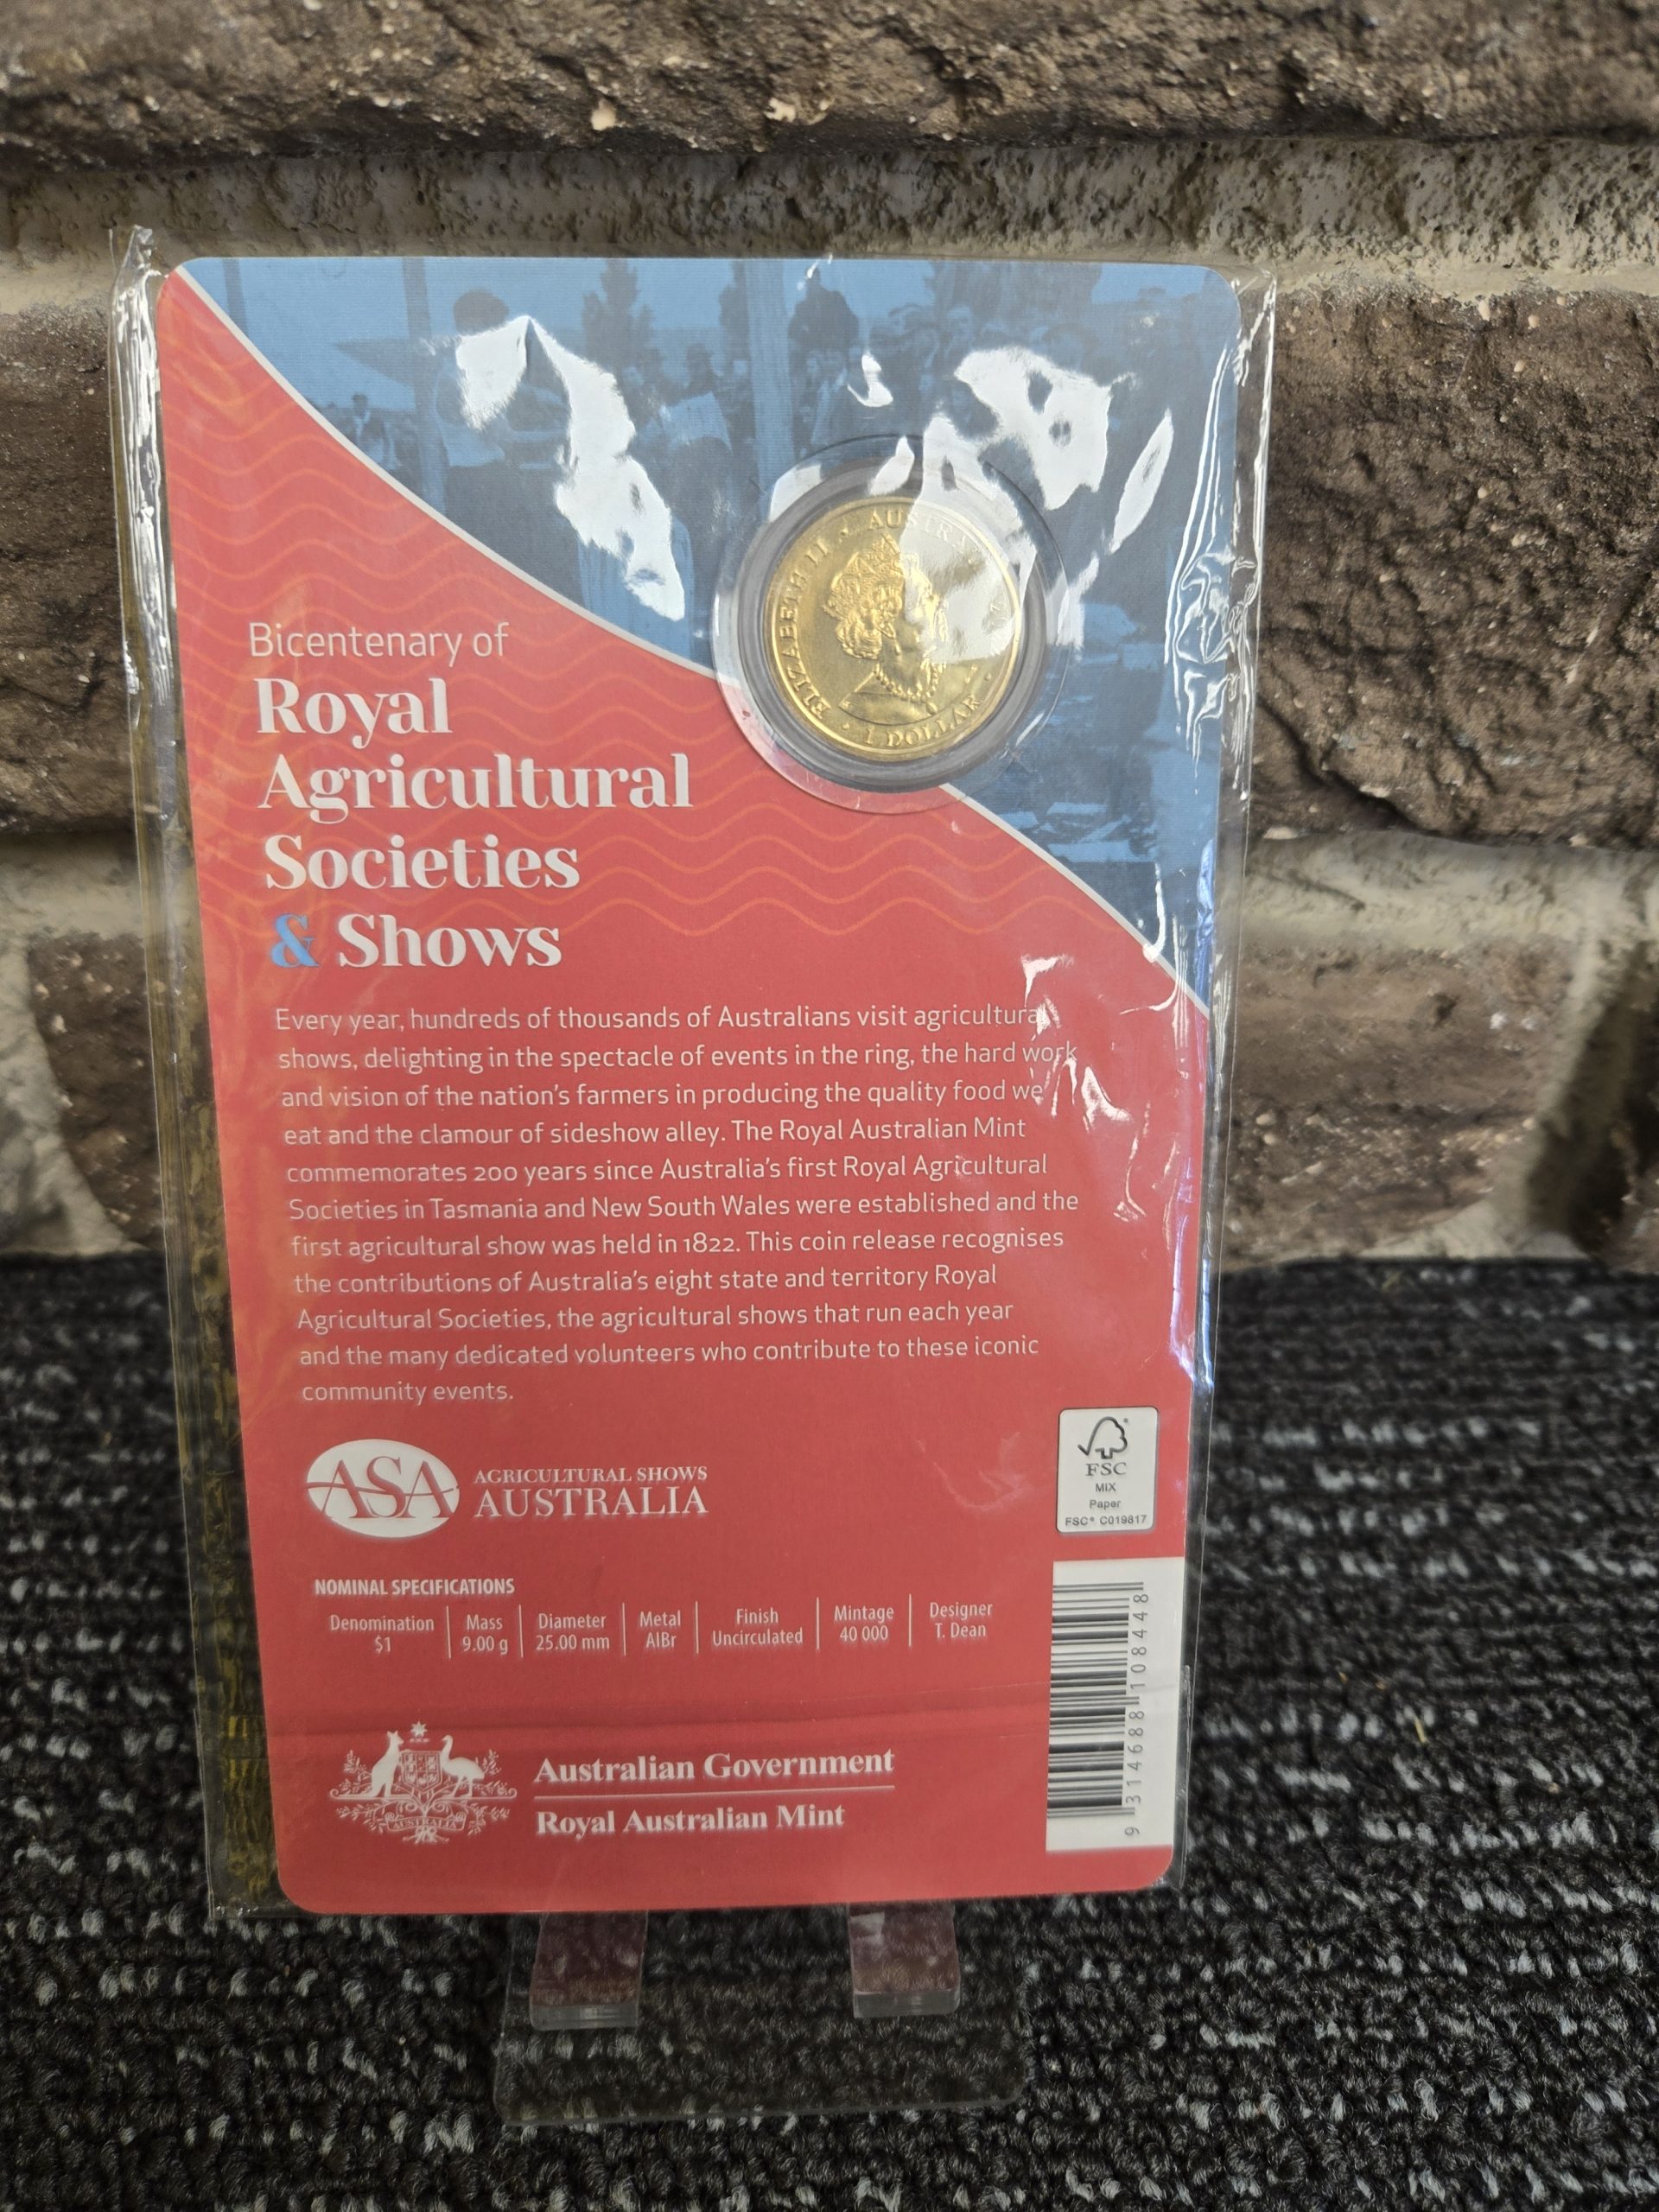 ELIZABETH II • AUSTRALIA
1 DOLLAR
Bicentenary of
Royal
Agricultural
Societies
& Shows
Every year, hundreds of thousands of Australians visit agricultural
shows, delighting in the spectacle of events in the ring, the hard work
and vision of the nation's farmers in producing the quality food we
eat and the clamour of sideshow alley. The Royal Australian Mint
commemorates 200 years since Australia's first Royal Agricultural
Societies in Tasmania and New South Wales were established and the
first agricultural show was held in 1822. This coin release recognises
the contributions of Australia's eight state and territory Royal
Agricultural Societies, the agricultural shows that run each year
and the many dedicated volunteers who contribute to these iconic
community events.
ASA AGRICULTURAL SHOWS
AUSTRALIA
FSC
MIX
Paper
FSC® C019817
NOMINAL SPECIFICATIONS
Denomination Mass Diameter Metal Finish Mintage Designer
$1 9.00 g 25.00 mm AlBr Uncirculated 40 000 T. Dean
9 314688 108448
AUSTRALIA
Australian Government
Royal Australian Mint